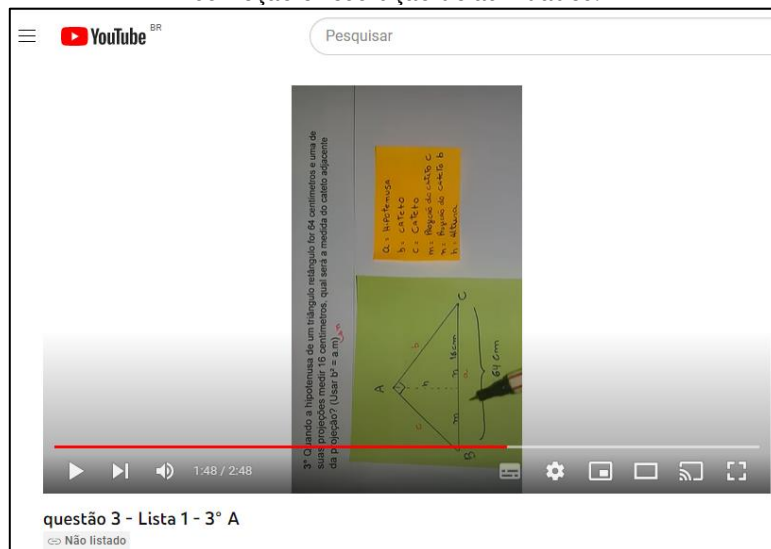 YouTube BR
Pesquisar
3° Quando a hipotenusa de um triângulo retângulo for 64 centímetros e uma de
suas projeções medir 16 centímetros, qual será a medida do cateto adjacente
da projeção? (Usar b² = a.m)
a = Hipotenusa
b = cateto
c = Cateto
m = Projeção do cateto c
n = Projeção do cateto b
h = Altura
A
c
b
h
B
m
n
16cm
C
a
64 cm
1:48 / 2:48
questão 3 - Lista 1 - 3° A
Não listado